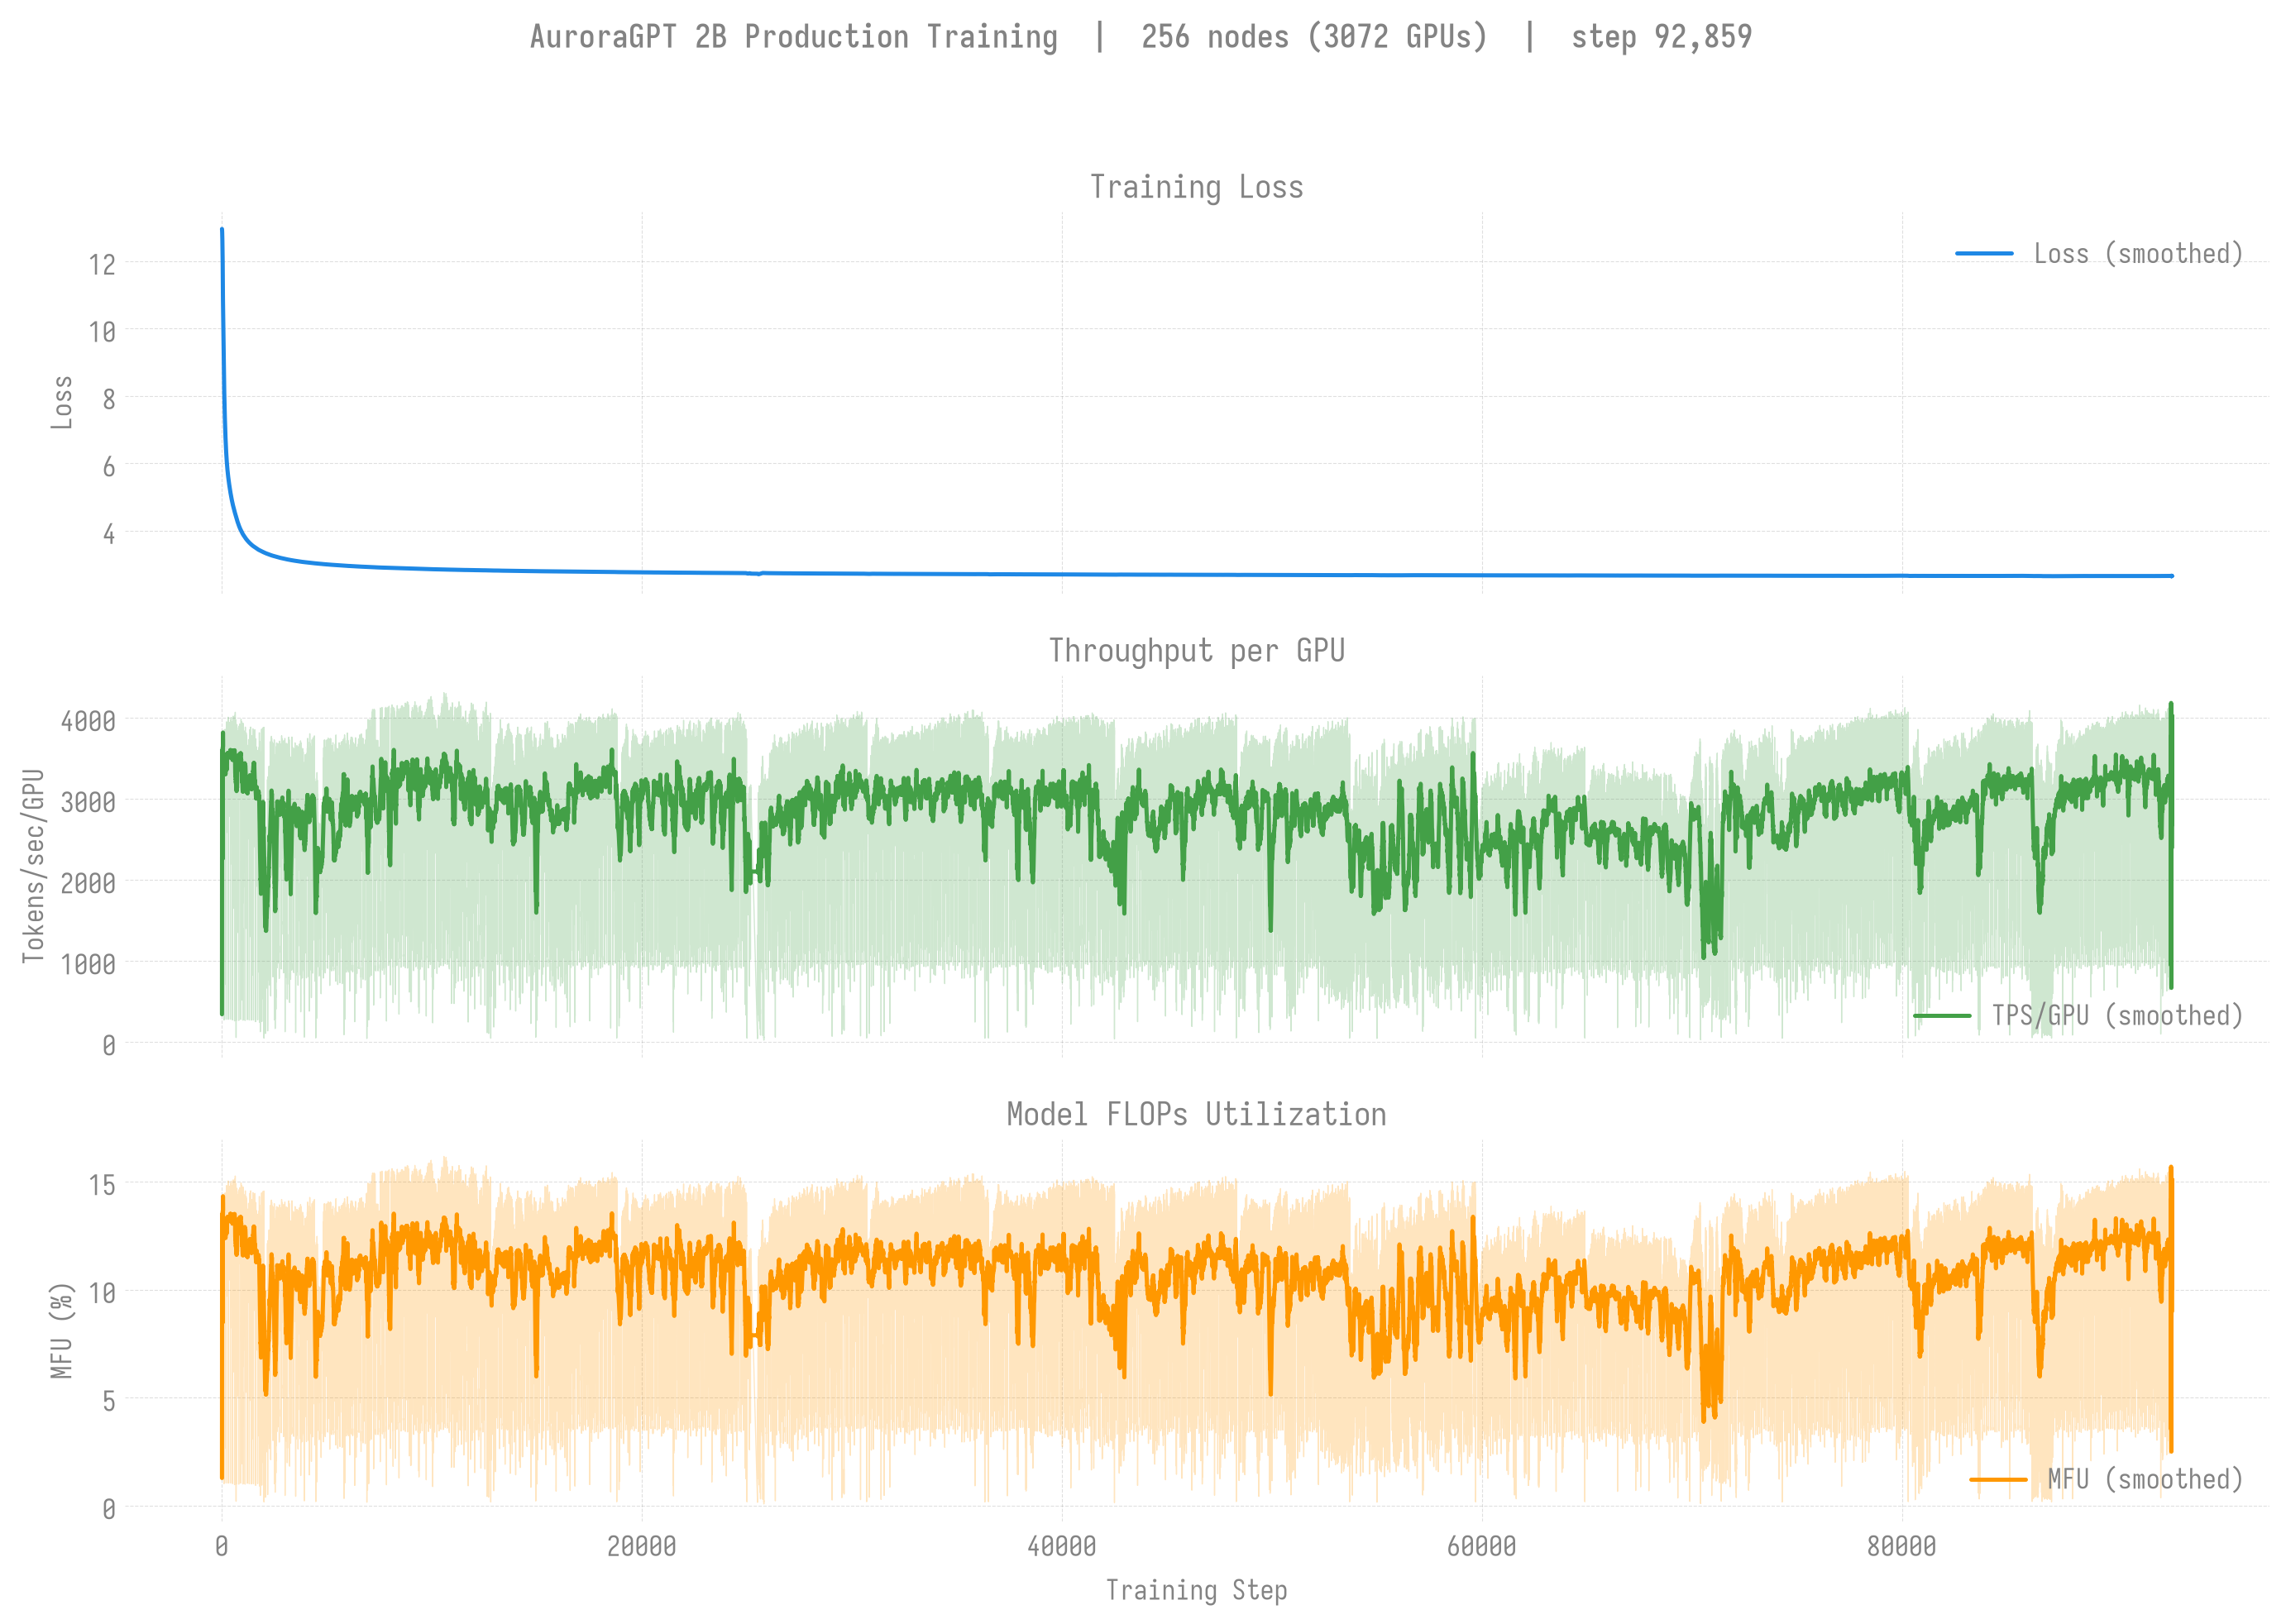 AuroraGPT 2B Production Training | 256 nodes (3072 GPUs) | step 92,859
Training Loss
Loss (smoothed)
12
10
8
6
4
Loss
Throughput per GPU
4000
3000
2000
1000
0
Tokens/sec/GPU
TPS/GPU (smoothed)
Model FLOPs Utilization
15
10
5
0
MFU (%)
MFU (smoothed)
0 20000 40000 60000 80000
Training Step